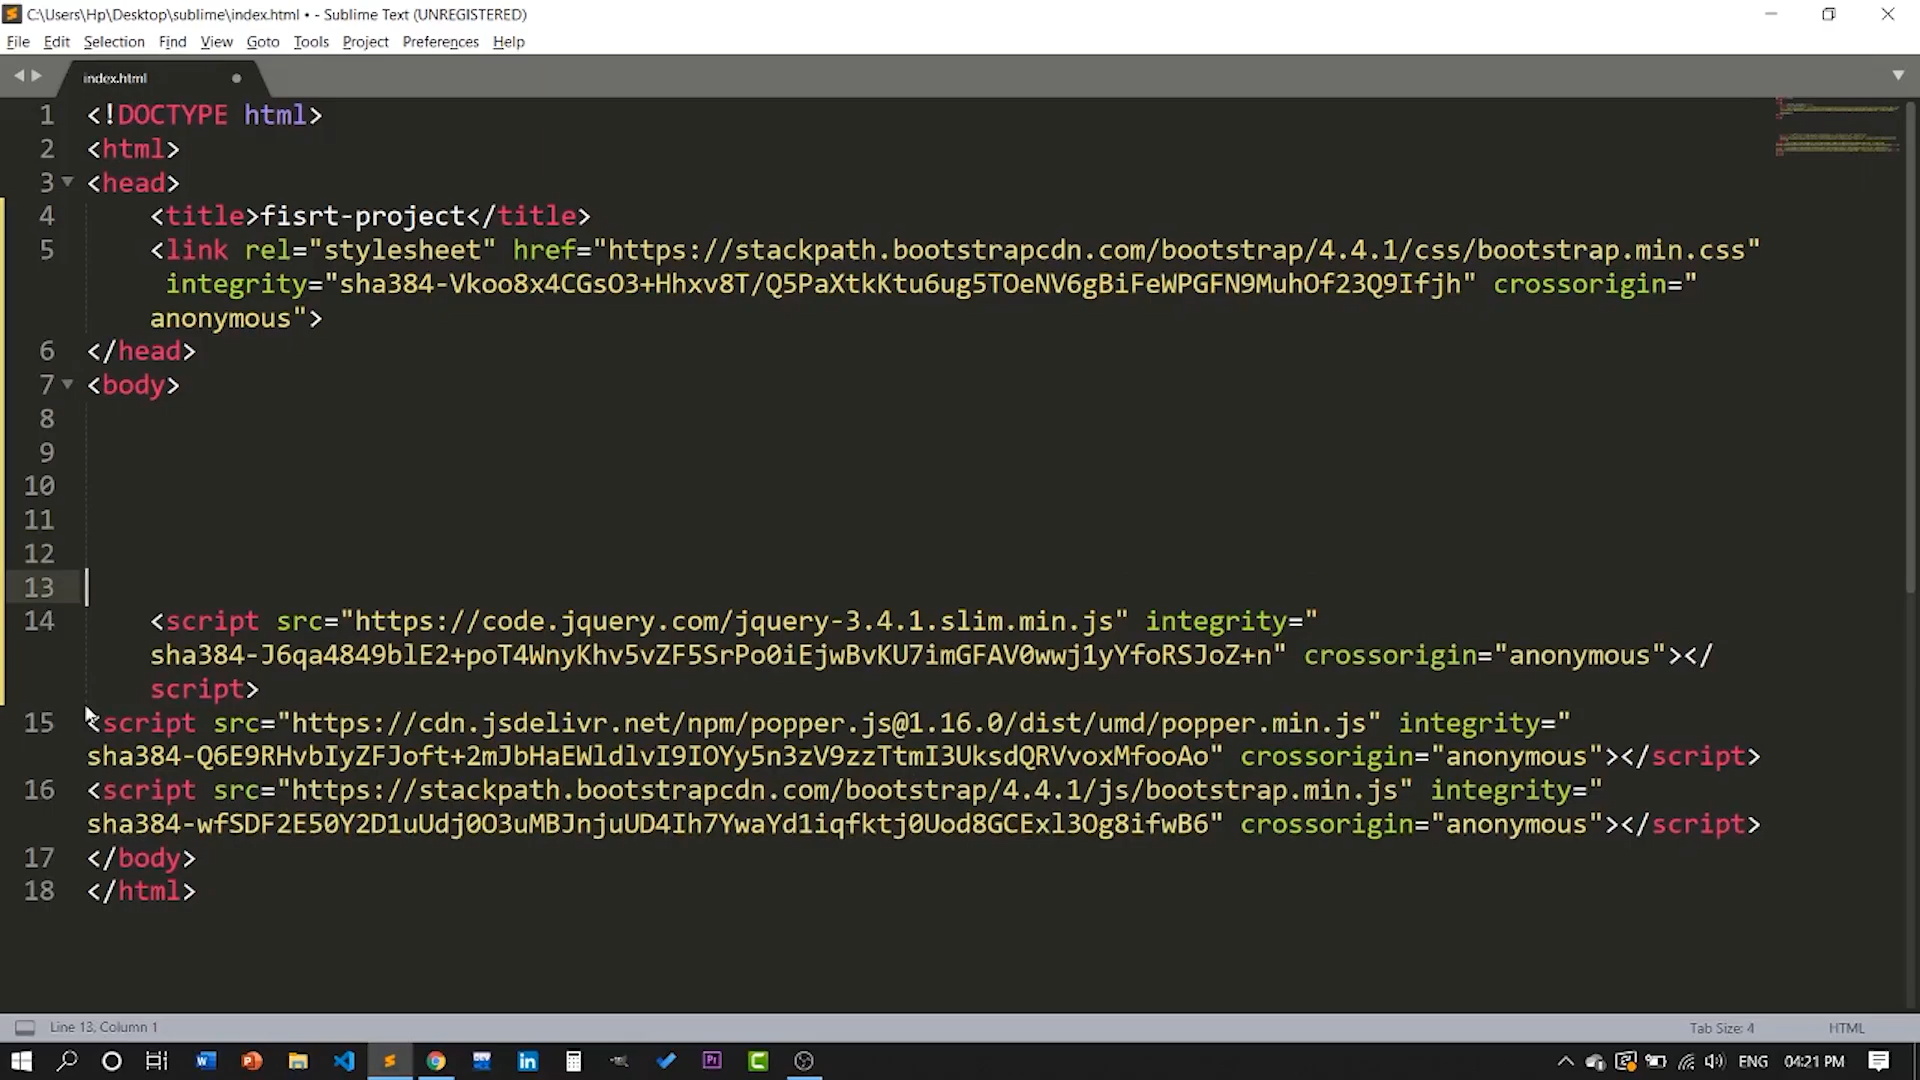 C:\Users\Hp\Desktop\sublime\index.html • - Sublime Text (UNREGISTERED)
File Edit Selection Find View Goto Tools Project Preferences Help
index.html
1 <!DOCTYPE html>
2 <html>
3 <head>
4 <title>fisrt-project</title>
5 <link rel="stylesheet" href="https://stackpath.bootstrapcdn.com/bootstrap/4.4.1/css/bootstrap.min.css"
integrity="sha384-Vkoo8x4CGsO3+Hhxv8T/Q5PaXtkKtu6ug5TOeNV6gBiFeWPGFN9MuhOf23Q9Ifjh" crossorigin="
anonymous">
6 </head>
7 <body>
8
9
10
11
12
13
14 <script src="https://code.jquery.com/jquery-3.4.1.slim.min.js" integrity="
sha384-J6qa4849blE2+poT4WnyKhv5vZF5SrPo0iEjwBvKU7imGFAV0wwj1yYfoRSJoZ+n" crossorigin="anonymous"></
script>
15 <script src="https://cdn.jsdelivr.net/npm/popper.js@1.16.0/dist/umd/popper.min.js" integrity="
sha384-Q6E9RHvbIyZFJoft+2mJbHaEWldlvI9IOYy5n3zV9zzTtmI3UksdQRVvoxMfooAo" crossorigin="anonymous"></script>
16 <script src="https://stackpath.bootstrapcdn.com/bootstrap/4.4.1/js/bootstrap.min.js" integrity="
sha384-wfSDF2E50Y2D1uUdj0O3uMBJnjuUD4Ih7YwaYd1iqfktj0Uod8GCExl3Og8ifwB6" crossorigin="anonymous"></script>
17 </body>
18 </html>
Line 13, Column 1 Tab Size: 4 HTML
ENG 04:21 PM